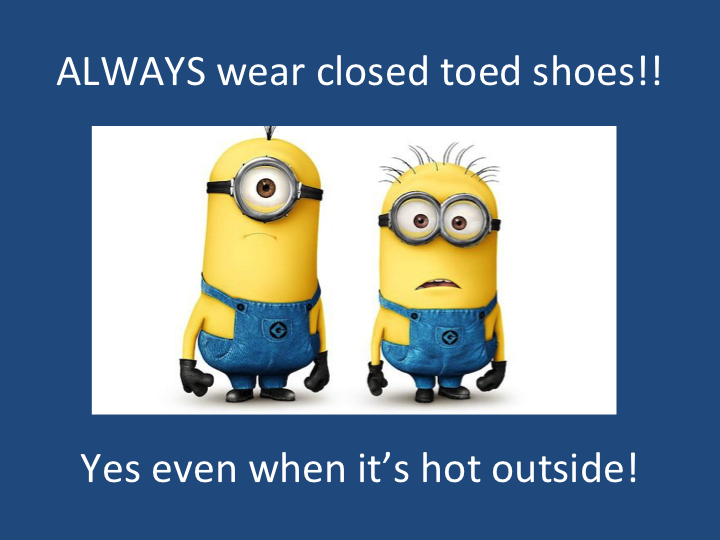 ALWAYS wear closed toed shoes!!
Yes even when it’s hot outside!